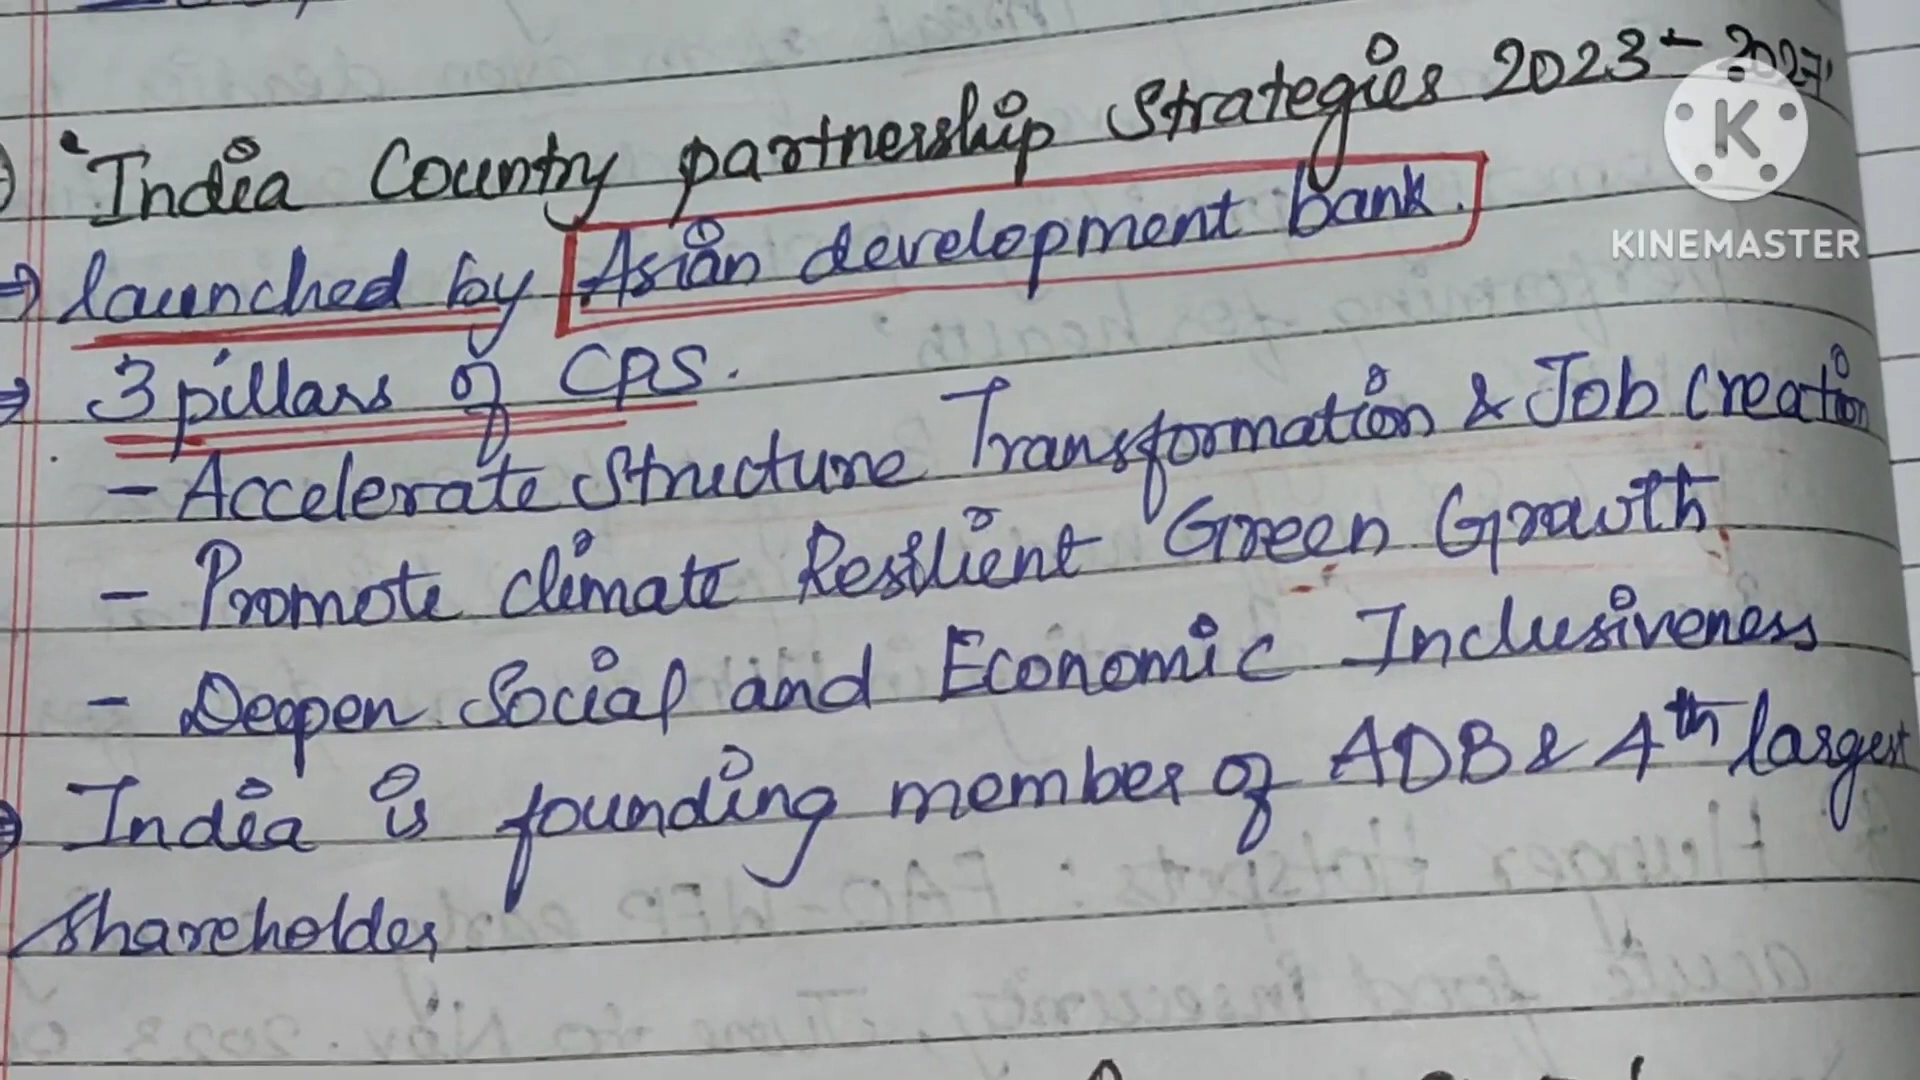 India Country partnership Strategies 2023-2027
⇒ launched by Asian development bank.
⇒ 3 pillars of CPS.
- Accelerate Structure Transformation & Job creation
- Promote climate Resilient Green Growth
- Deepen Social and Economic Inclusiveness
⇒ India is founding member of ADB & 4th largest
shareholder
KINEMASTER